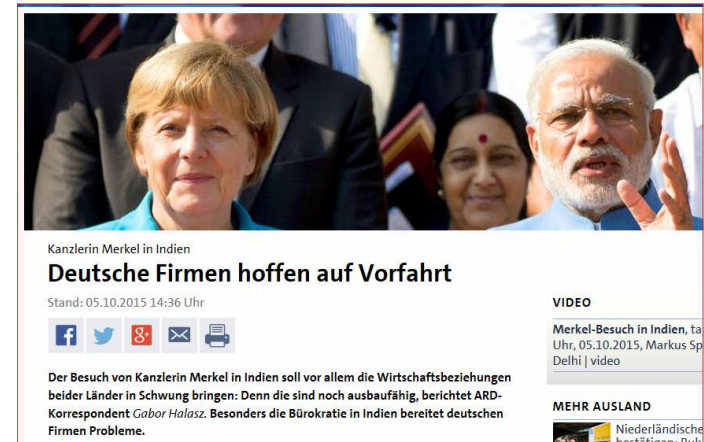 Kanzlerin Merkel in Indien
Deutsche Firmen hoffen auf Vorfahrt
Stand: 05.10.2015 14:36 Uhr
8+
Der Besuch von Kanzlerin Merkel in Indien soll vor allem die Wirtschaftsbeziehungen
beider Länder in Schwung bringen: Denn die sind noch ausbaufähig, berichtet ARD-
Korrespondent Gabor Halasz. Besonders die Bürokratie in Indien bereitet deutschen
Firmen Probleme.
VIDEO
Merkel-Besuch in Indien, ta
Uhr, 05.10.2015, Markus Sp
Delhi | video
MEHR AUSLAND
Niederländische